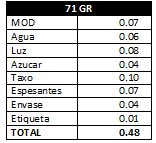 71 GR
MOD 0.07
Agua 0.06
Luz 0.08
Azucar 0.04
Taxo 0.10
Espesantes 0.07
Envase 0.04
Etiqueta 0.01
TOTAL 0.48